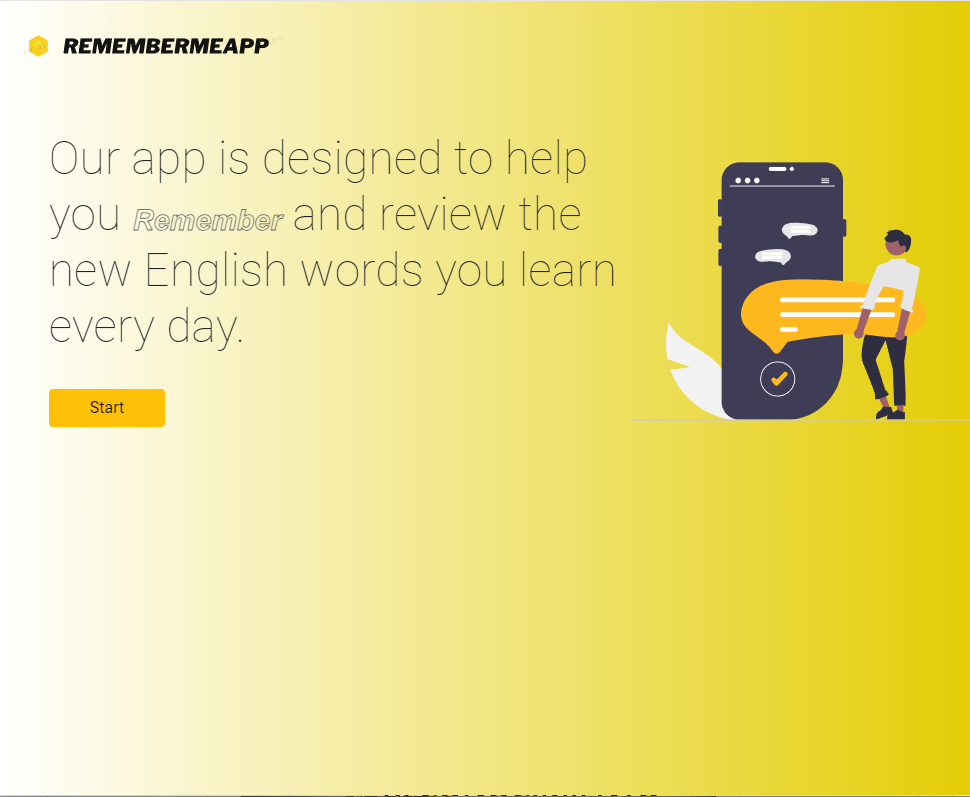 REMEMBERMEAPP
Our app is designed to help
you Remember and review the
new English words you learn
every day.
Start